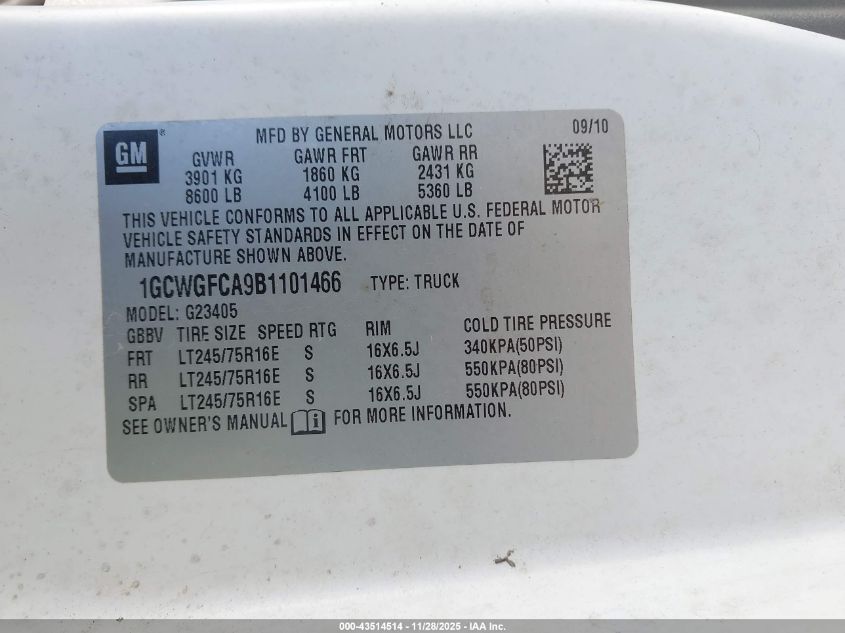 GM ®
MFD BY GENERAL MOTORS LLC 09/10
GVWR GAWR FRT GAWR RR
3901 KG 1860 KG 2431 KG
8600 LB 4100 LB 5360 LB
THIS VEHICLE CONFORMS TO ALL APPLICABLE U.S. FEDERAL MOTOR
VEHICLE SAFETY STANDARDS IN EFFECT ON THE DATE OF
MANUFACTURE SHOWN ABOVE.
1GCWGFCA9B1101466 TYPE: TRUCK
MODEL: G23405
GBBV TIRE SIZE SPEED RTG RIM COLD TIRE PRESSURE
FRT LT245/75R16E S 16X6.5J 340KPA(50PSI)
RR LT245/75R16E S 16X6.5J 550KPA(80PSI)
SPA LT245/75R16E S 16X6.5J 550KPA(80PSI)
SEE OWNER'S MANUAL i FOR MORE INFORMATION.
000-43514514 - 11/28/2025 - IAA Inc.